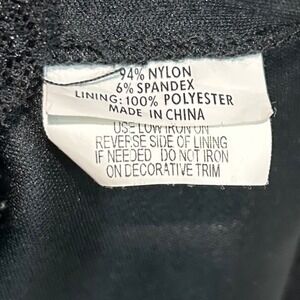 94% NYLON
6% SPANDEX
LINING: 100% POLYESTER
MADE IN CHINA
USE LOW IRON ON
REVERSE SIDE OF LINING
IF NEEDED DO NOT IRON
ON DECORATIVE TRIM